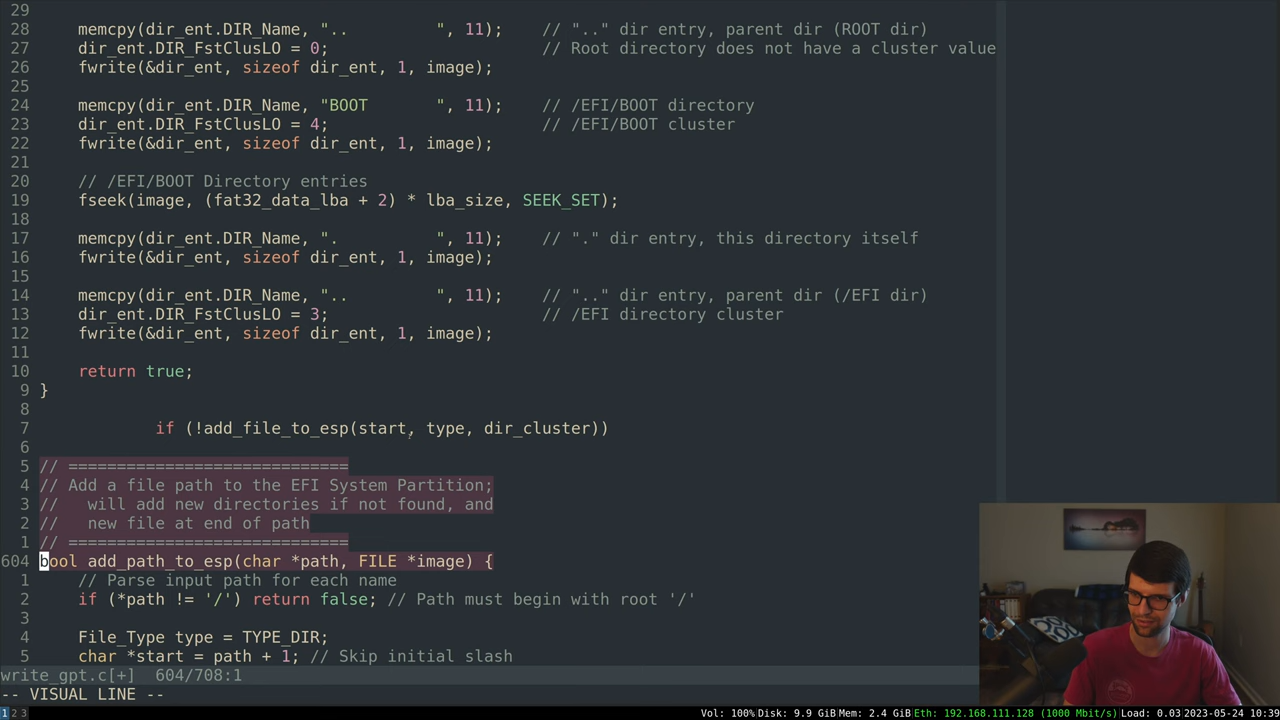 29
28     memcpy(dir_ent.DIR_Name, "..         ", 11);    // ".." dir entry, parent dir (ROOT dir)
27     dir_ent.DIR_FstClusLO = 0;                      // Root directory does not have a cluster value
26     fwrite(&dir_ent, sizeof dir_ent, 1, image);
25
24     memcpy(dir_ent.DIR_Name, "BOOT       ", 11);    // /EFI/BOOT directory
23     dir_ent.DIR_FstClusLO = 4;                      // /EFI/BOOT cluster
22     fwrite(&dir_ent, sizeof dir_ent, 1, image);
21
20     // /EFI/BOOT Directory entries
19     fseek(image, (fat32_data_lba + 2) * lba_size, SEEK_SET);
18
17     memcpy(dir_ent.DIR_Name, ".          ", 11);    // "." dir entry, this directory itself
16     fwrite(&dir_ent, sizeof dir_ent, 1, image);
15
14     memcpy(dir_ent.DIR_Name, "..         ", 11);    // ".." dir entry, parent dir (/EFI dir)
13     dir_ent.DIR_FstClusLO = 3;                      // /EFI directory cluster
12     fwrite(&dir_ent, sizeof dir_ent, 1, image);
11
10     return true;
9 }
8
7             if (!add_file_to_esp(start, type, dir_cluster))
6
5 // =============================
4 // Add a file path to the EFI System Partition;
3 //   will add new directories if not found, and
2 //   new file at end of path
1 // =============================
604 bool add_path_to_esp(char *path, FILE *image) {
1     // Parse input path for each name
2     if (*path != '/') return false; // Path must begin with root '/'
3
4     File_Type type = TYPE_DIR;
5     char *start = path + 1; // Skip initial slash
write_gpt.c[+]  604/708:1
-- VISUAL LINE --
1 2 3 Vol: 100% Disk: 9.9 GiB Mem: 2.4 GiB Eth: 192.168.111.128 (1000 Mbit/s) Load: 0.03 2023-05-24 10:39